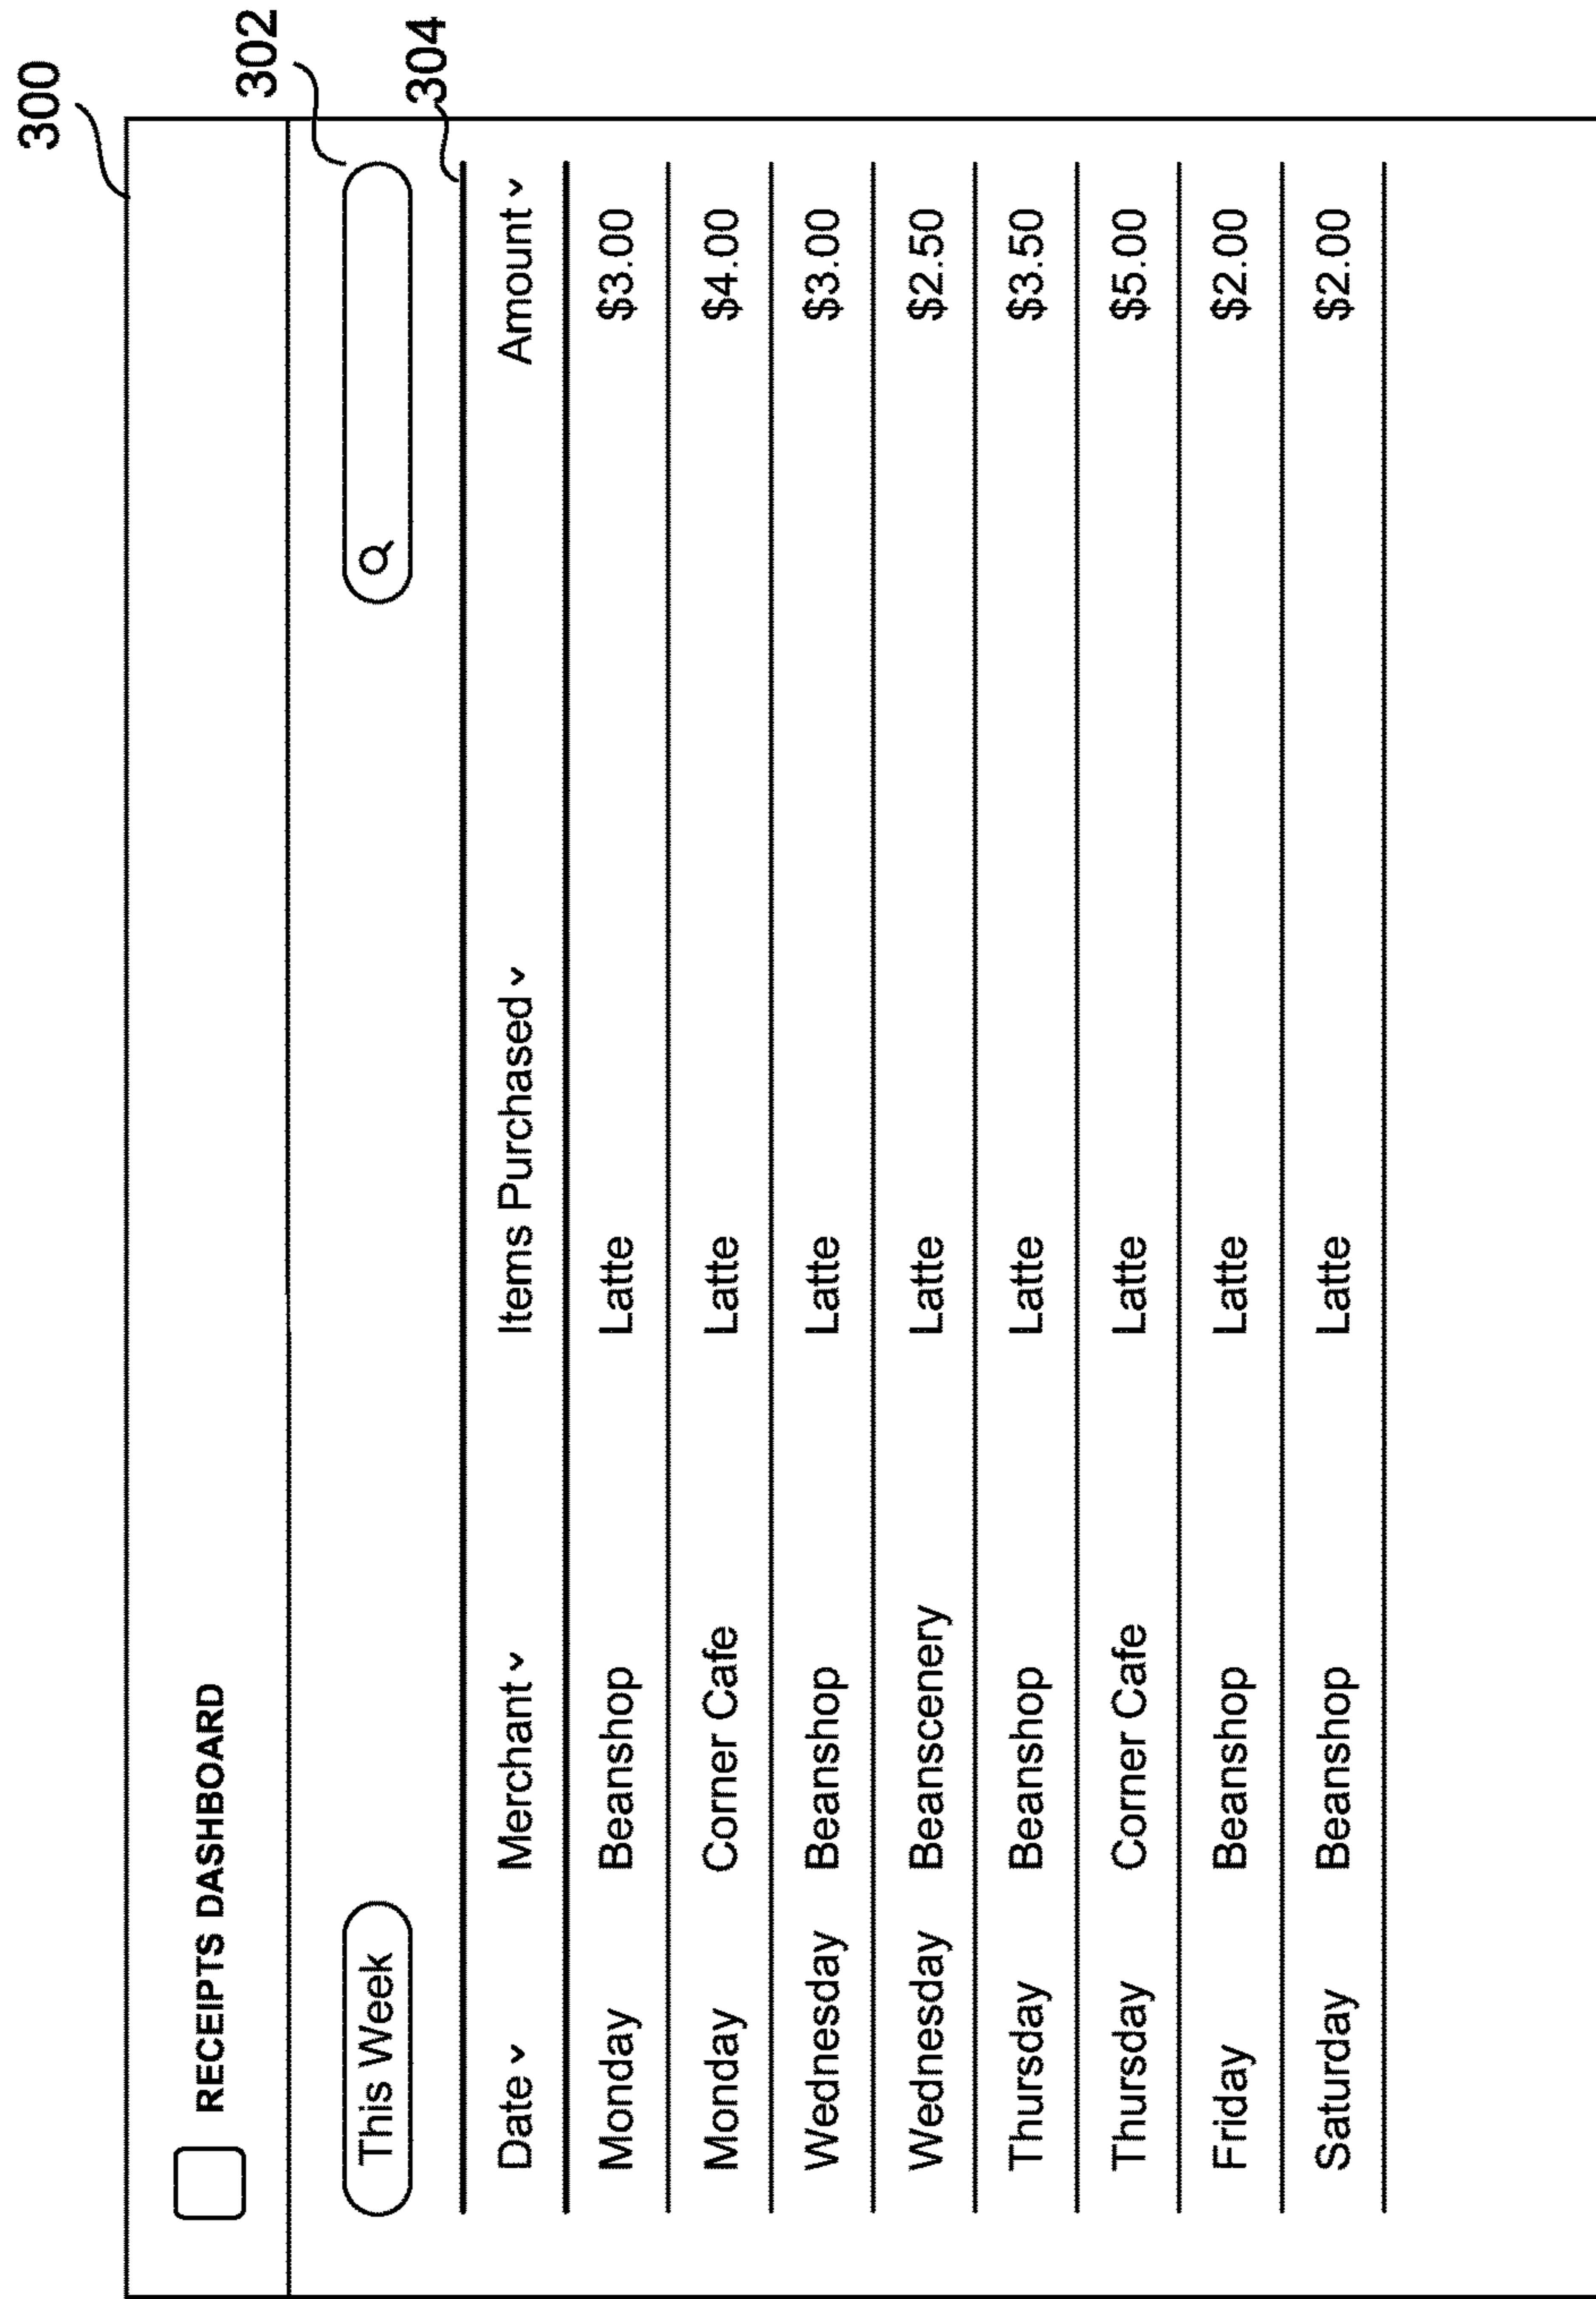 300
RECEIPTS DASHBOARD
302
This Week
304
Date Merchant Items Purchased Amount
Monday Beanshop Latte $3.00
Monday Corner Cafe Latte $4.00
Wednesday Beanshop Latte $3.00
Wednesday Beanscenery Latte $2.50
Thursday Beanshop Latte $3.50
Thursday Corner Cafe Latte $5.00
Friday Beanshop Latte $2.00
Saturday Beanshop Latte $2.00